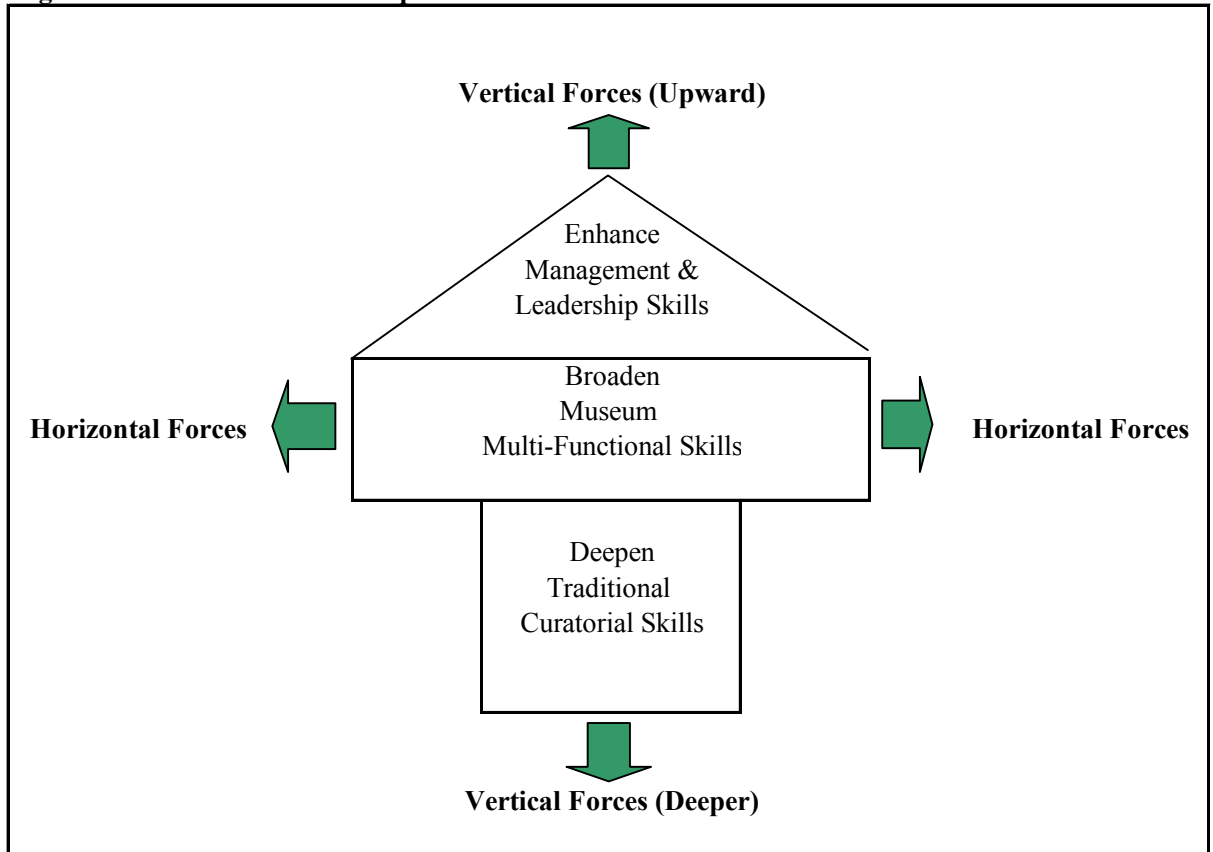 Vertical Forces (Upward)
Enhance
Management &
Leadership Skills
Broaden
Museum
Multi-Functional Skills
Horizontal Forces
Horizontal Forces
Deepen
Traditional
Curatorial Skills
Vertical Forces (Deeper)